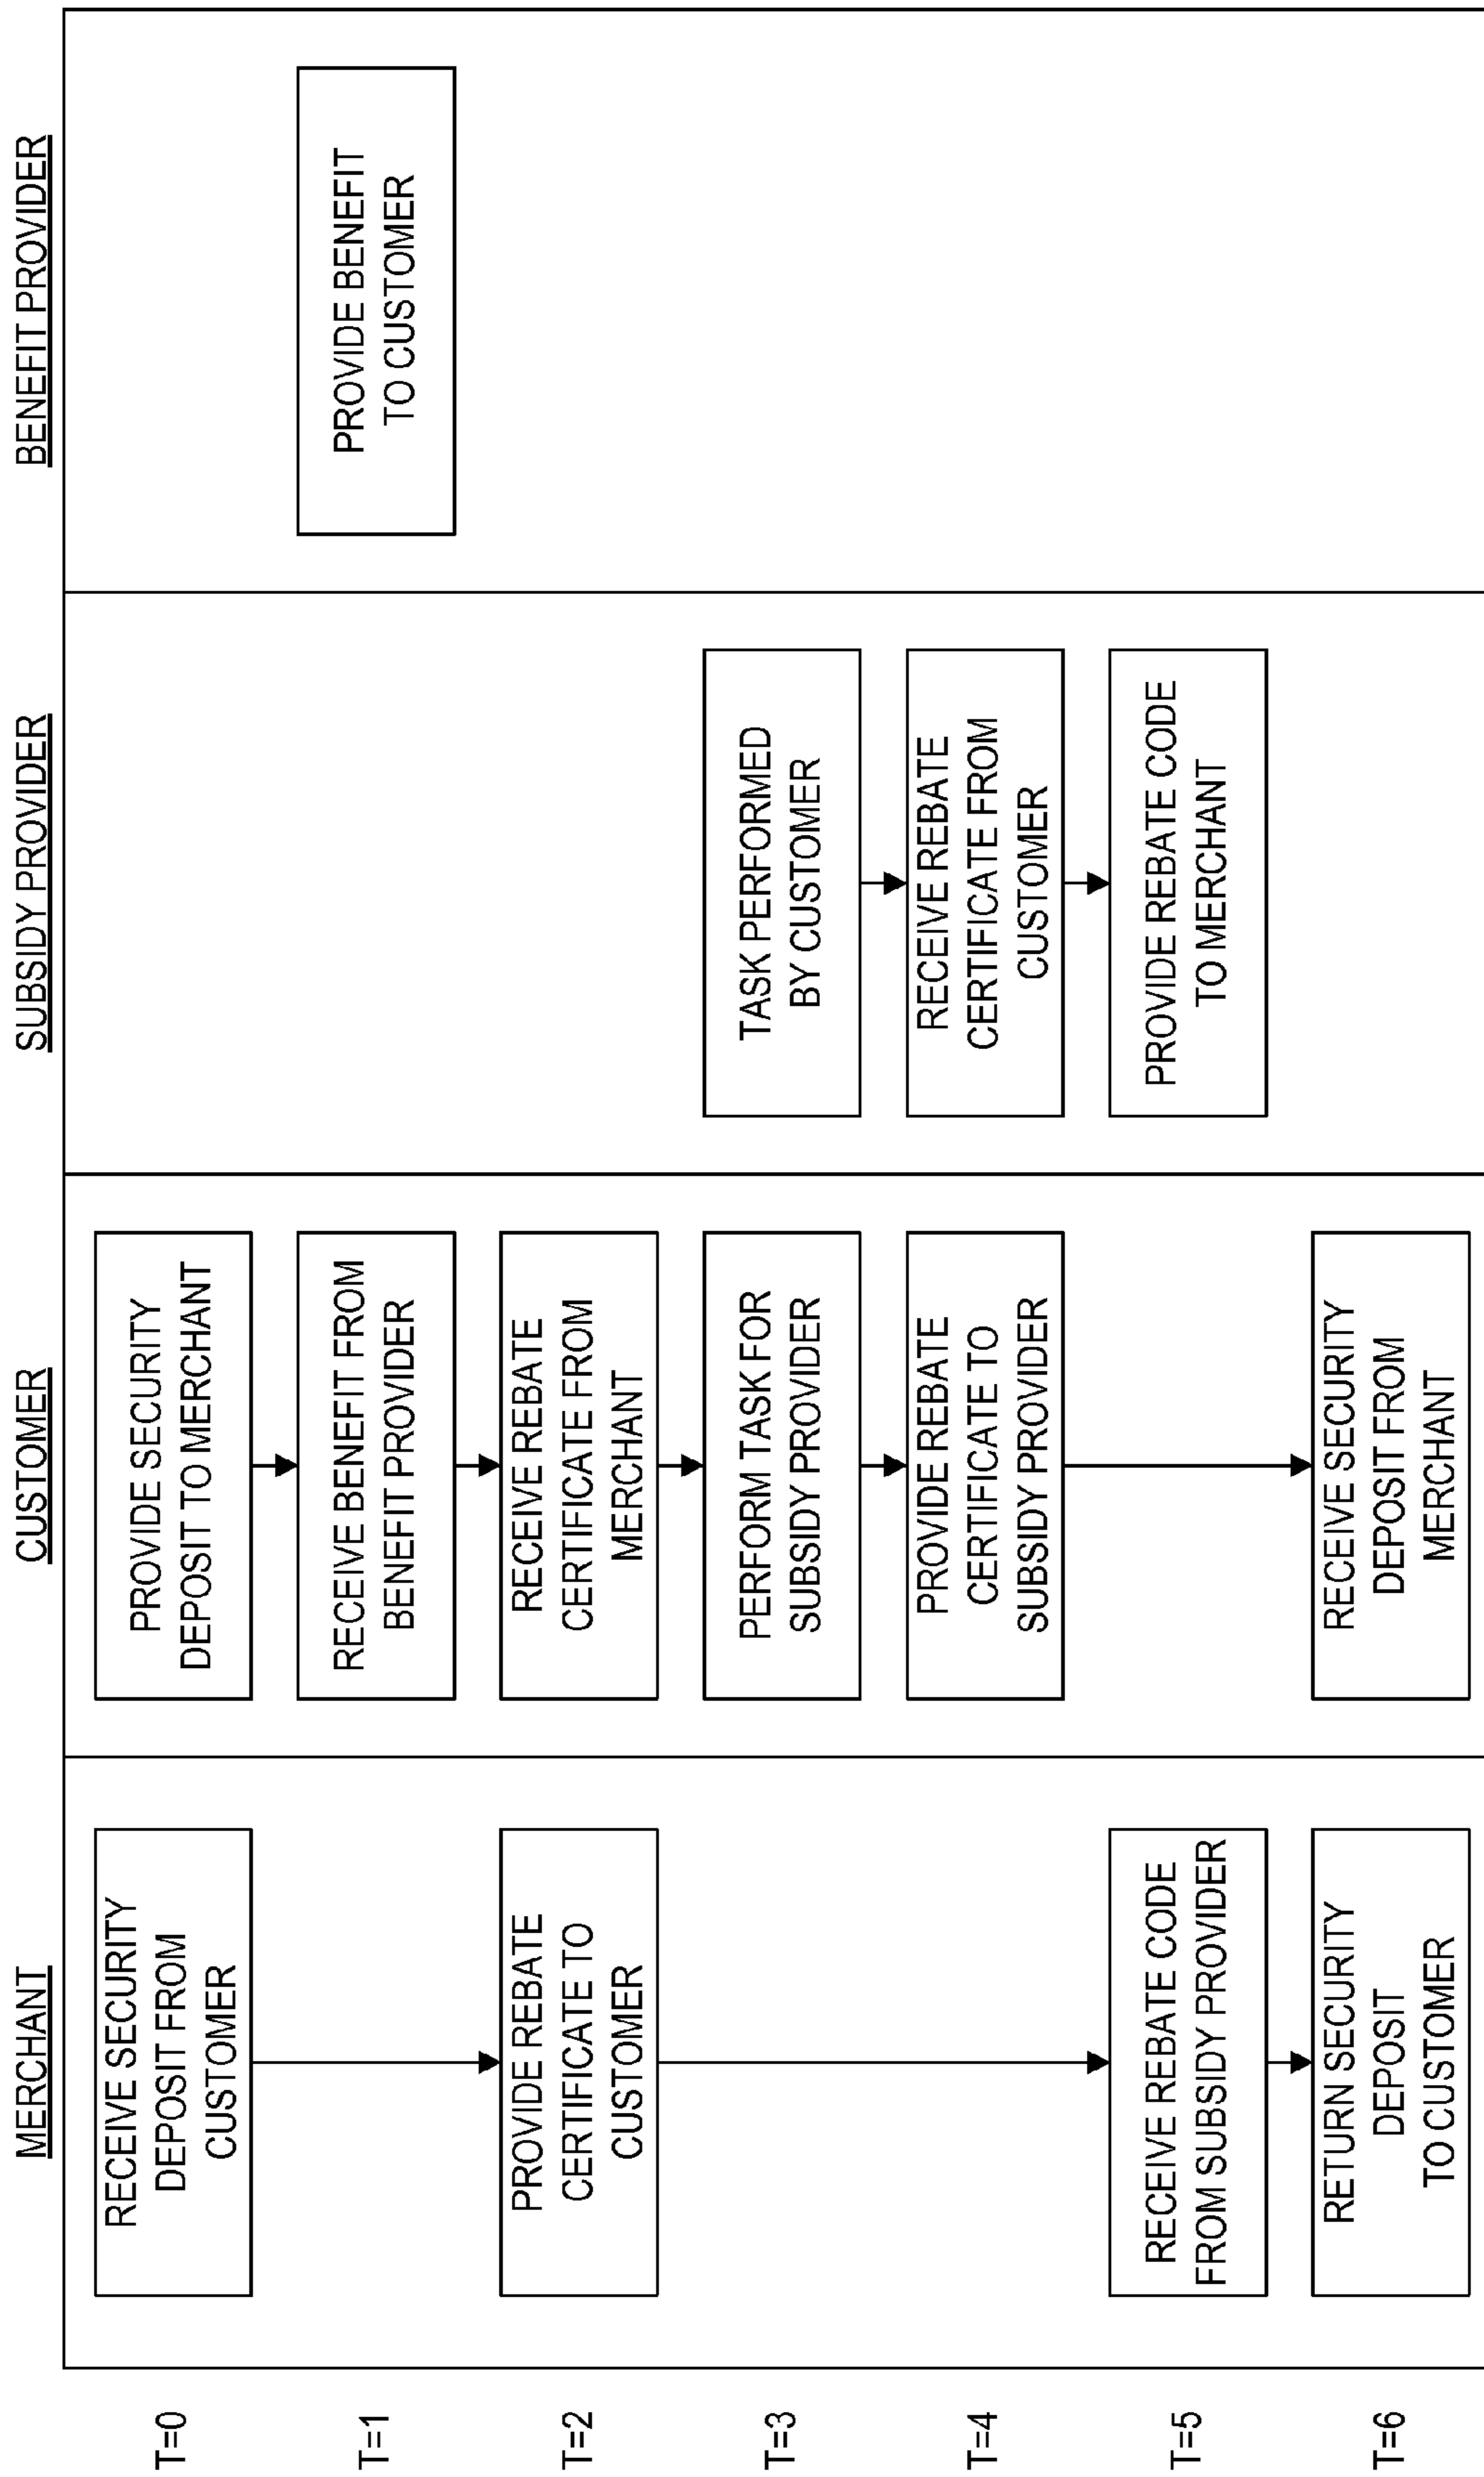 MERCHANT
CUSTOMER
SUBSIDY PROVIDER
BENEFIT PROVIDER
T=0
RECEIVE SECURITY
DEPOSIT FROM
CUSTOMER
PROVIDE SECURITY
DEPOSIT TO MERCHANT
T=1
RECEIVE BENEFIT FROM
BENEFIT PROVIDER
PROVIDE BENEFIT
TO CUSTOMER
T=2
PROVIDE REBATE
CERTIFICATE TO
CUSTOMER
RECEIVE REBATE
CERTIFICATE FROM
MERCHANT
T=3
PERFORM TASK FOR
SUBSIDY PROVIDER
TASK PERFORMED
BY CUSTOMER
T=4
PROVIDE REBATE
CERTIFICATE TO
SUBSIDY PROVIDER
RECEIVE REBATE
CERTIFICATE FROM
CUSTOMER
T=5
RECEIVE REBATE CODE
FROM SUBSIDY PROVIDER
PROVIDE REBATE CODE
TO MERCHANT
T=6
RETURN SECURITY
DEPOSIT
TO CUSTOMER
RECEIVE SECURITY
DEPOSIT FROM
MERCHANT